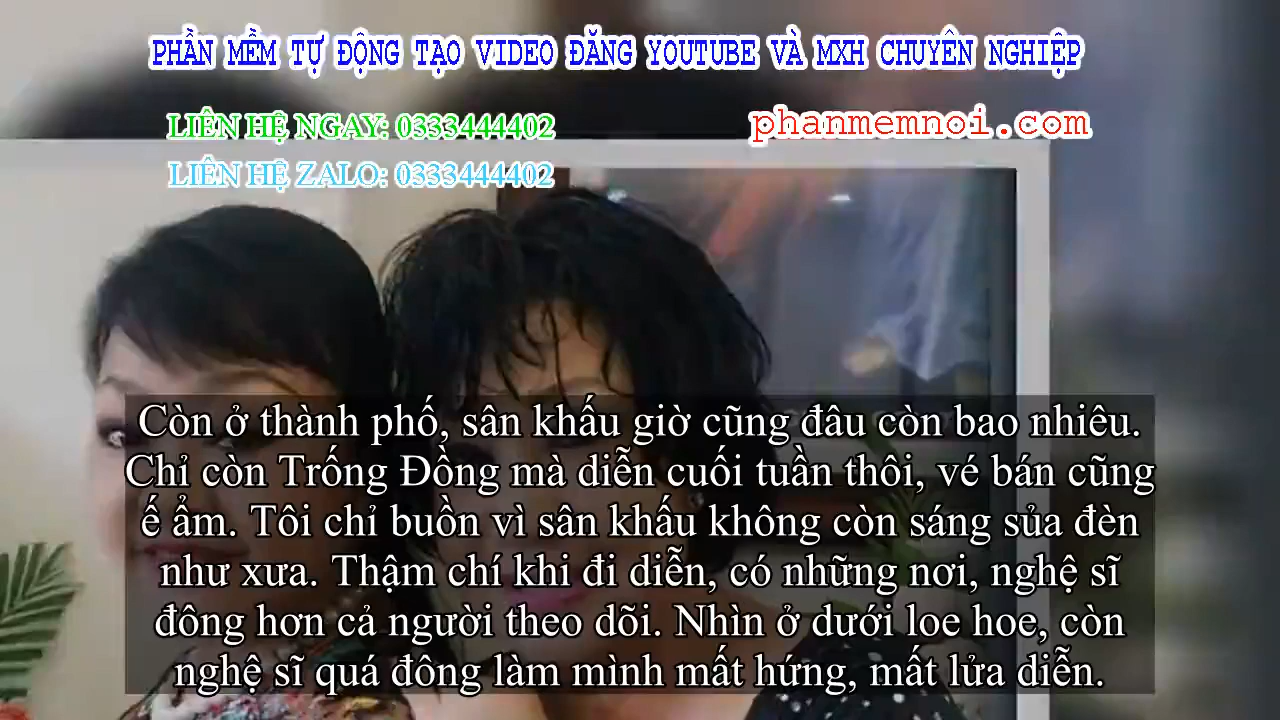 PHẦN MỀM TỰ ĐỘNG TẠO VIDEO ĐĂNG YOUTUBE VÀ MXH CHUYÊN NGHIỆP
LIÊN HỆ NGAY: 0333444402
phanmemnoi.com
LIÊN HỆ ZALO: 0333444402
Còn ở thành phố, sân khấu giờ cũng đâu còn bao nhiêu.
Chỉ còn Trống Đồng mà diễn cuối tuần thôi, vé bán cũng
ế ẩm. Tôi chỉ buồn vì sân khấu không còn sáng sủa đèn
như xưa. Thậm chí khi đi diễn, có những nơi, nghệ sĩ
đông hơn cả người theo dõi. Nhìn ở dưới loe hoe, còn
nghệ sĩ quá đông làm mình mất hứng, mất lửa diễn.